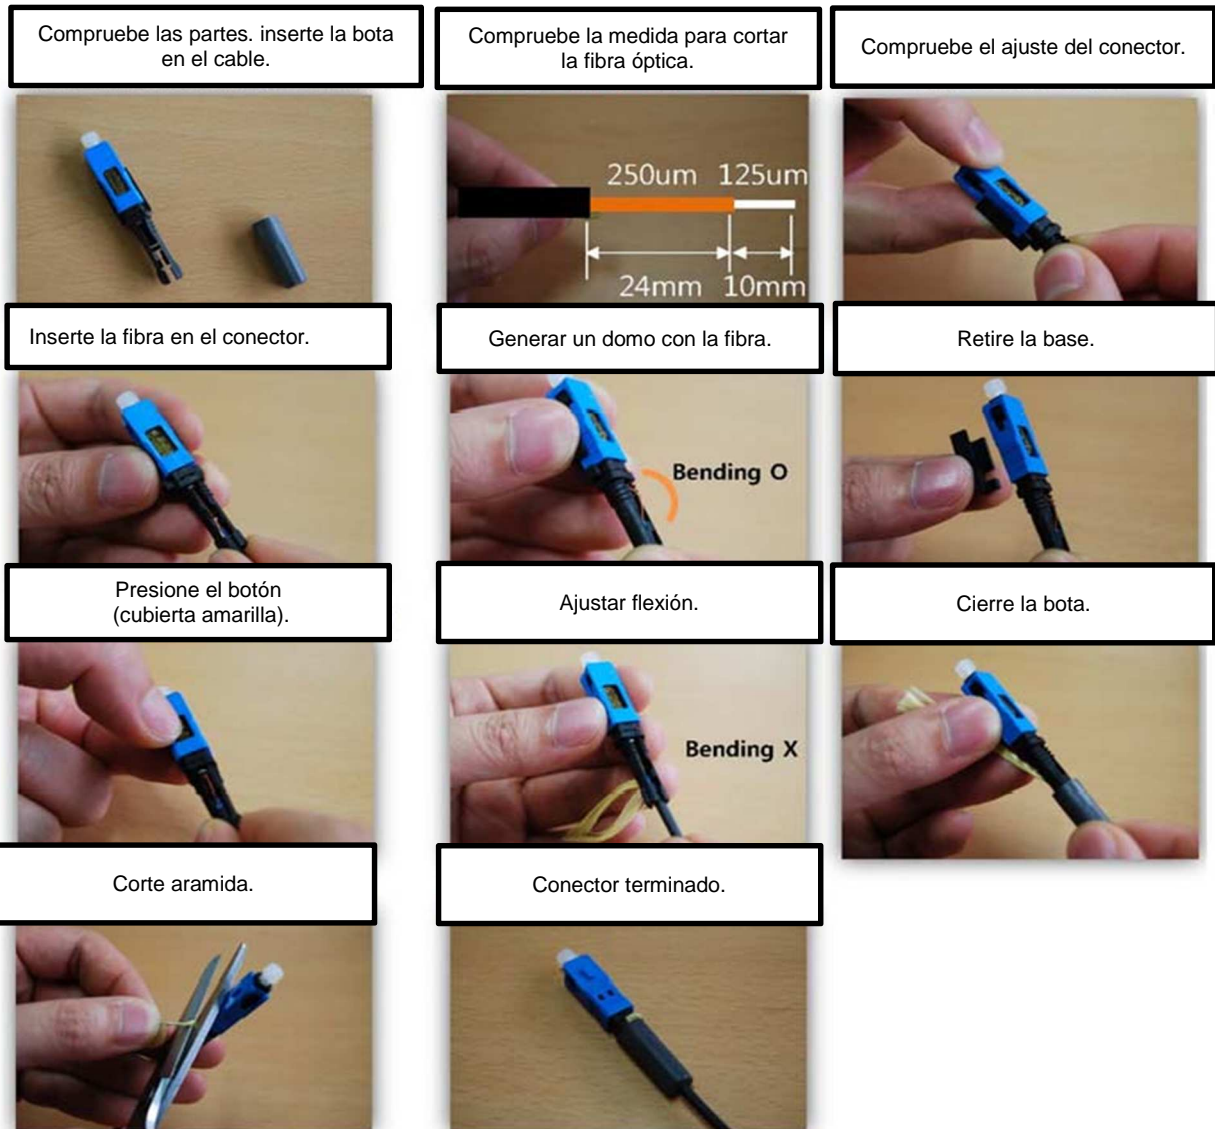 Compruebe las partes. inserte la bota
en el cable.
Compruebe la medida para cortar
la fibra óptica.
Compruebe el ajuste del conector.
250um 125um
24mm 10mm
Inserte la fibra en el conector.
Generar un domo con la fibra.
Retire la base.
Bending O
Presione el botón
(cubierta amarilla).
Ajustar flexión.
Cierre la bota.
Bending X
Corte aramida.
Conector terminado.